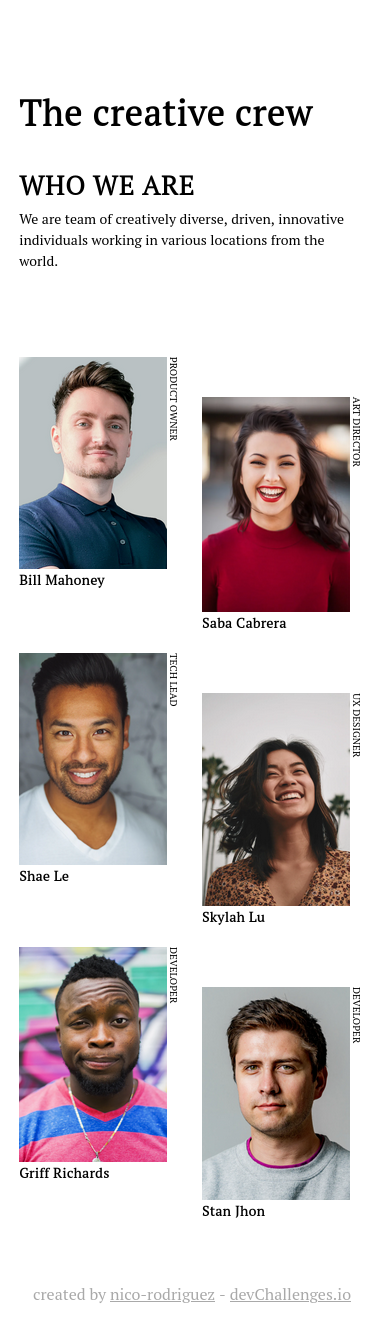 The creative crew
WHO WE ARE
We are team of creatively diverse, driven, innovative
individuals working in various locations from the
world.
PRODUCT OWNER
Bill Mahoney
ART DIRECTOR
Saba Cabrera
TECH LEAD
Shae Le
UX DESIGNER
Skylah Lu
DEVELOPER
Griff Richards
DEVELOPER
Stan Jhon
created by nico-rodriguez - devChallenges.io